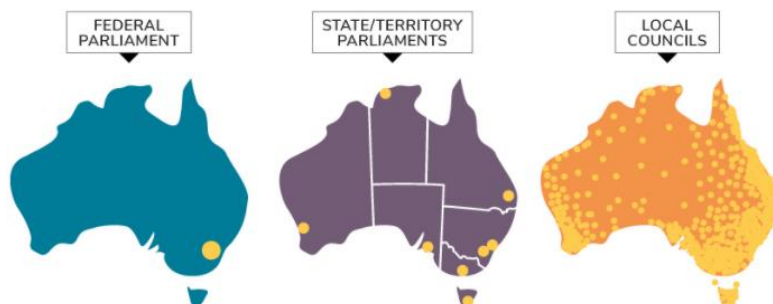 FEDERAL
PARLIAMENT
STATE/TERRITORY
PARLIAMENTS
LOCAL
COUNCILS